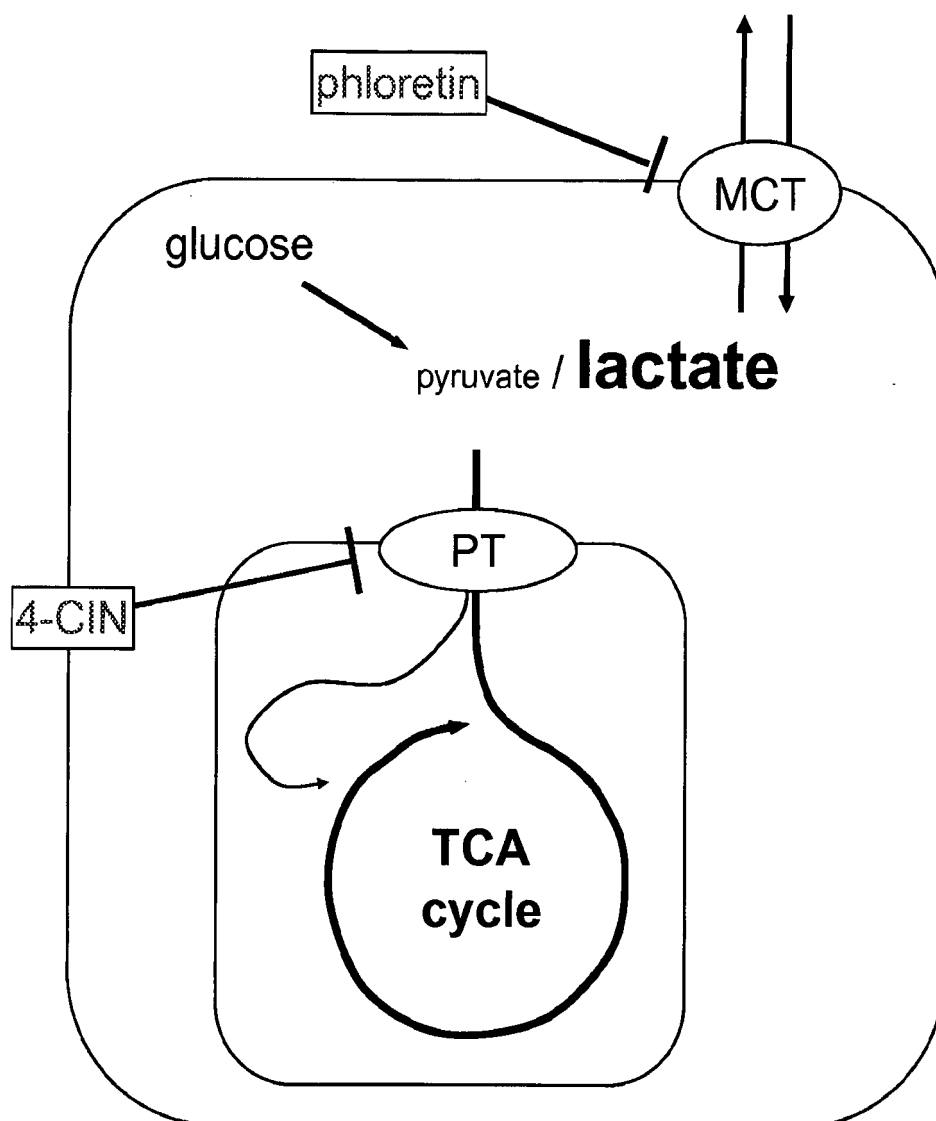 phloretin
MCT
glucose
pyruvate / lactate
PT
4-CIN
TCA
cycle